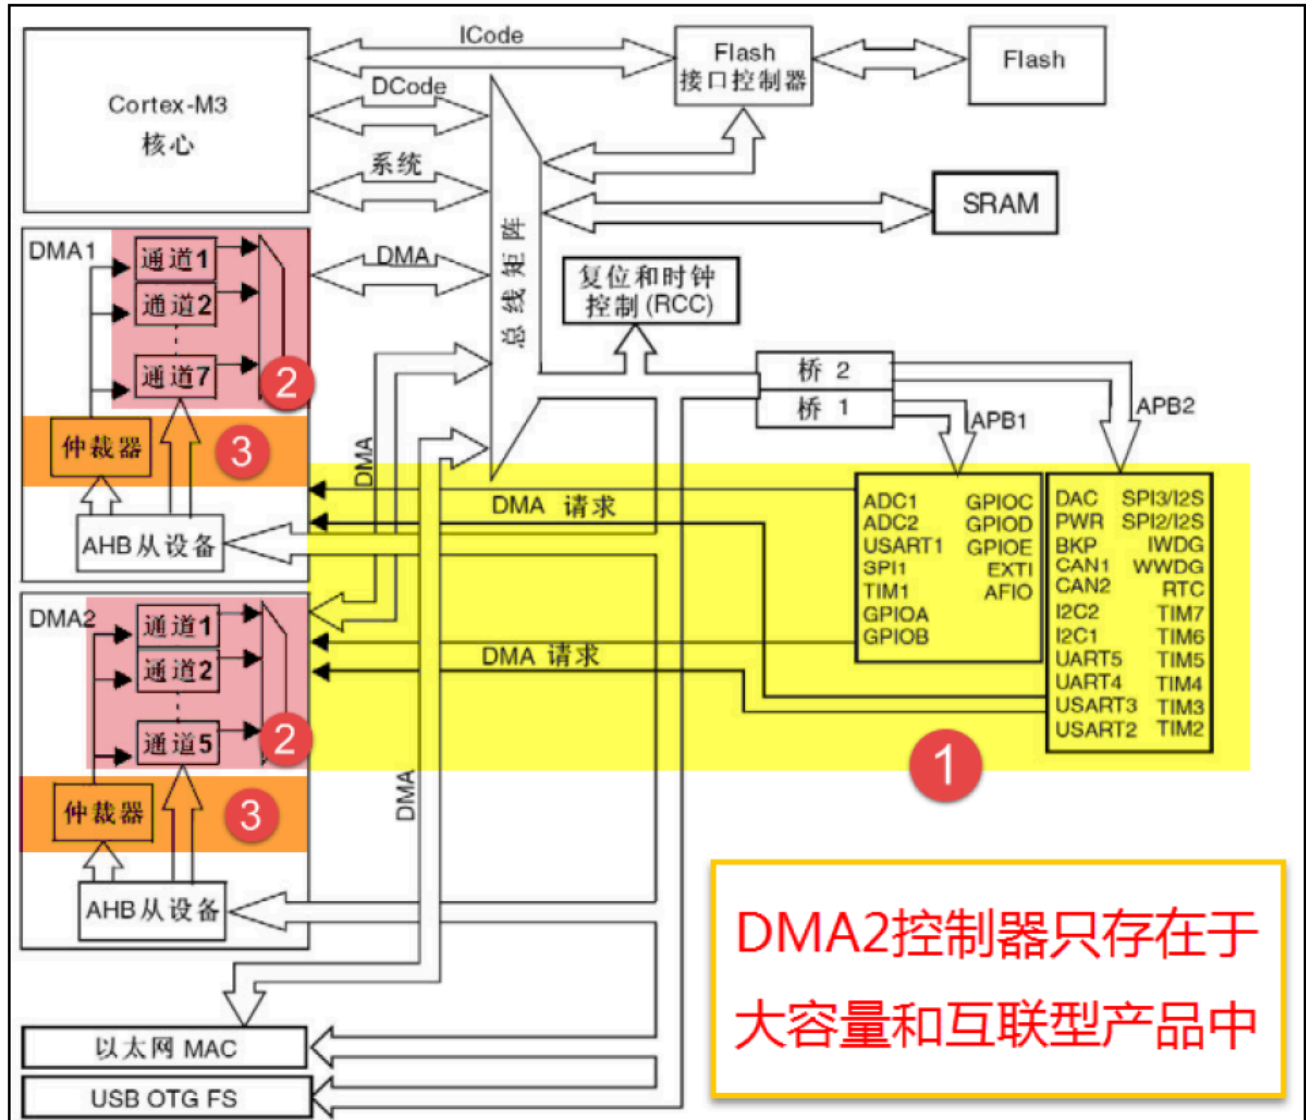 ICode
Flash
接口控制器
Flash
Cortex-M3
核心
DCode
系统
SRAM
DMA1
通道1
通道2
通道7
2
DMA
总线矩阵
复位和时钟
控制(RCC)
桥 2
桥 1
APB1
APB2
仲裁器
3
AHB从设备
DMA
DMA 请求
ADC1
ADC2
USART1
SPI1
TIM1
GPIOA
GPIOB
GPIOC
GPIOD
GPIOE
EXTI
AFIO
DAC
PWR
BKP
CAN1
CAN2
I2C2
I2C1
UART5
UART4
USART3
USART2
SPI3/I2S
SPI2/I2S
IWDG
WWDG
RTC
TIM7
TIM6
TIM5
TIM4
TIM3
TIM2
DMA2
通道1
通道2
通道5
2
DMA 请求
1
仲裁器
3
AHB从设备
DMA
DMA2控制器只存在于
大容量和互联型产品中
以太网 MAC
USB OTG FS